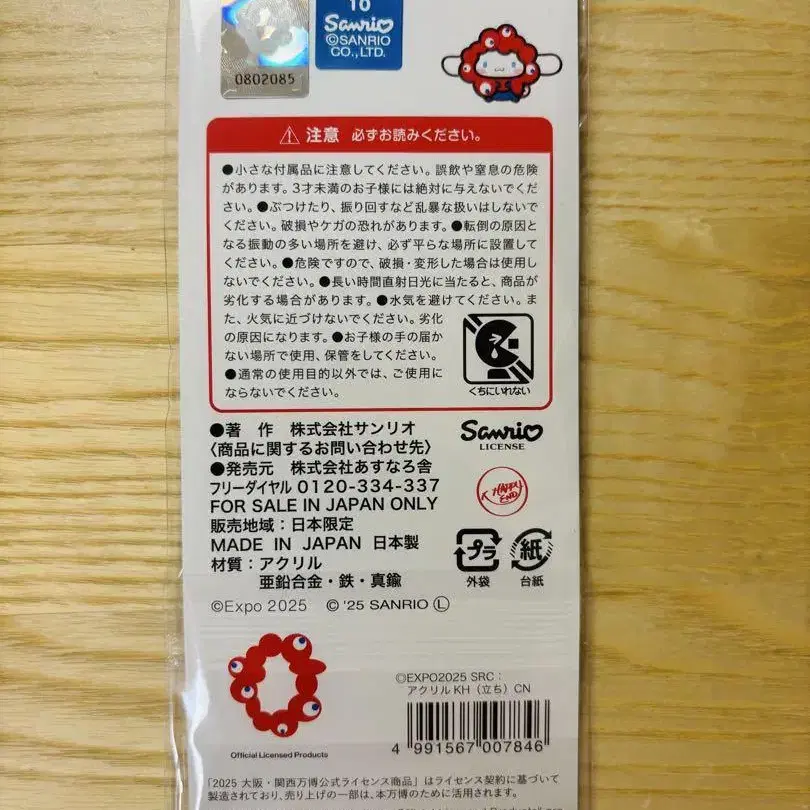 0802085
10
Sanrio
©SANRIO
CO.,LTD.
注意 必ずお読みください。
●小さな付属品に注意してください。誤飲や窒息の危険
があります。3才未満のお子様には絶対に与えないでくだ
さい。●ぶつけたり、振り回すなど乱暴な扱いはしないで
ください。破損やケガの恐れがあります。●転倒の原因と
なる振動の多い場所を避け、必ず平らな場所に設置して
ください。●危険ですので、破損・変形した場合は使用し
ないでください。●長い時間直射日光に当たると、商品が
劣化する場合があります。●水気を避けてください。ま
た、火気に近づけないでください。劣化
の原因になります。●お子様の手の届か
ない場所で使用、保管をしてください。
●通常の使用目的以外では、ご使用に
ならないでください。
くちにいれない
●著 作 株式会社サンリオ
〈商品に関するお問い合わせ先〉
●発売元 株式会社あすなろ舎
フリーダイヤル 0120-334-337
FOR SALE IN JAPAN ONLY
販売地域：日本限定
MADE IN JAPAN 日本製
材質：アクリル
亜鉛合金・鉄・真鍮
©Expo 2025 © '25 SANRIO Ⓛ
Sanrio
LICENSE
HAPPY
END
プラ
外袋
紙
台紙
Official Licensed Products
©EXPO2025 SRC：
アクリルKH（立ち）CN
4 991567 007846
「2025 大阪・関西万博公式ライセンス商品」はライセンス契約に基づいて
製造されており、売り上げの一部は、本万博のために活用されます。